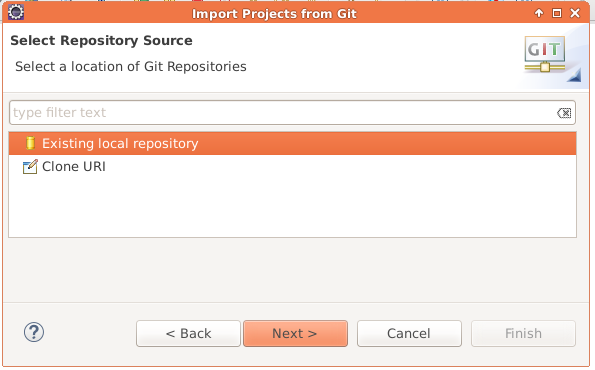 Import Projects from Git
Select Repository Source
Select a location of Git Repositories
GIT
type filter text
Existing local repository
Clone URI
?
< Back
Next >
Cancel
Finish